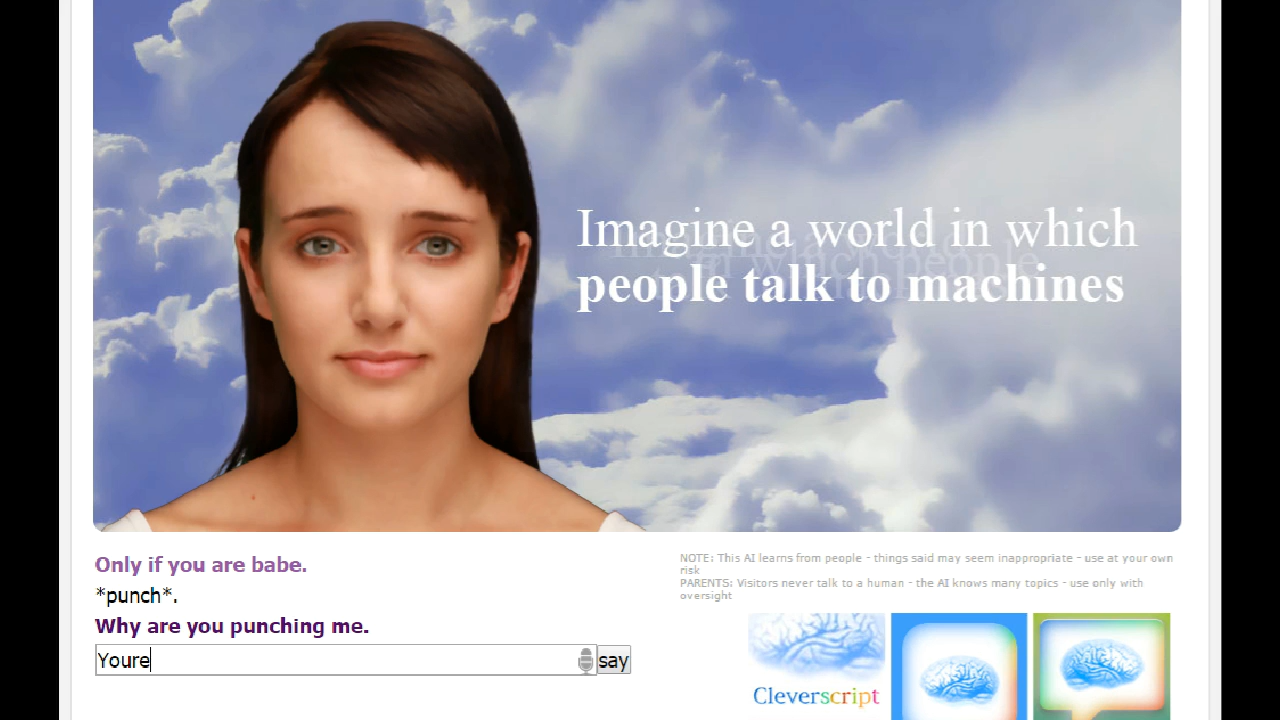 Imagine a world in which
people talk to machines
Only if you are babe.
*punch*.
Why are you punching me.
Youre
say
NOTE: This AI learns from people - things said may seem inappropriate - use at your own
risk
PARENTS: Visitors never talk to a human - the AI knows many topics - use only with
oversight
Cleverscript